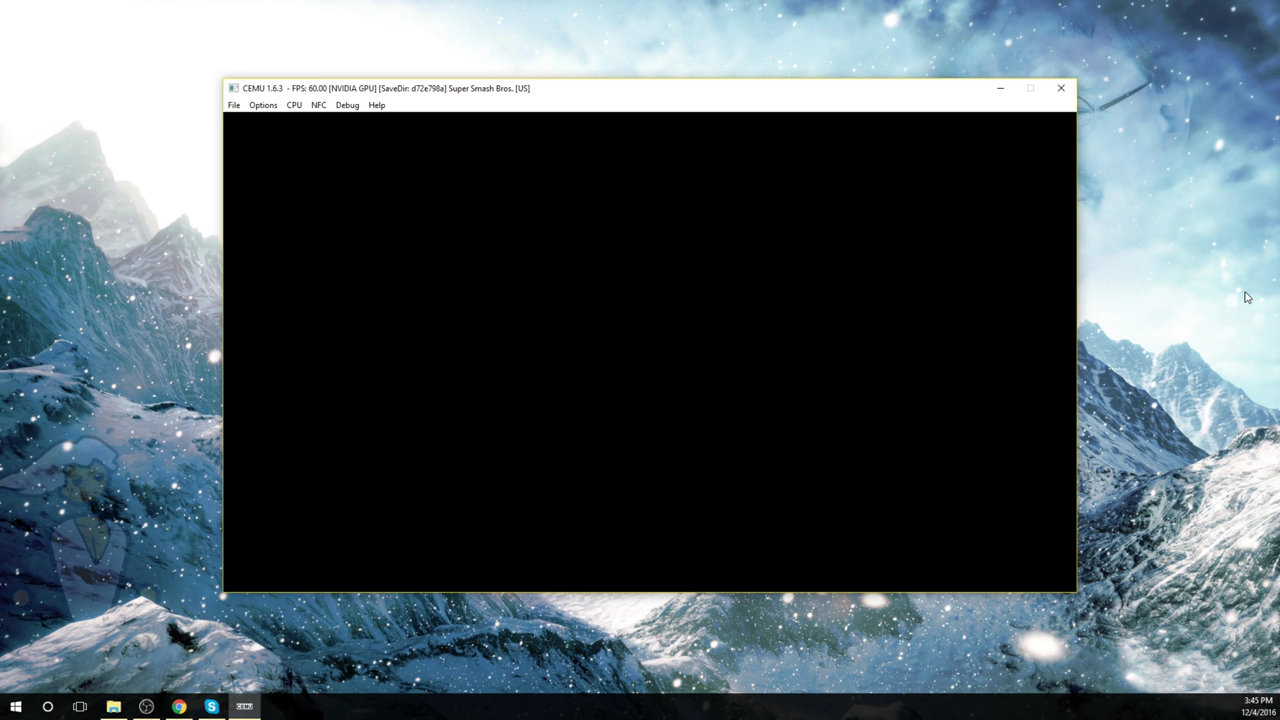 CEMU 1.6.3 - FPS: 60.00 [NVIDIA GPU] [SaveDir: d72e798a] Super Smash Bros. [US]
File Options CPU NFC Debug Help
CEMU
3:45 PM
12/4/2016